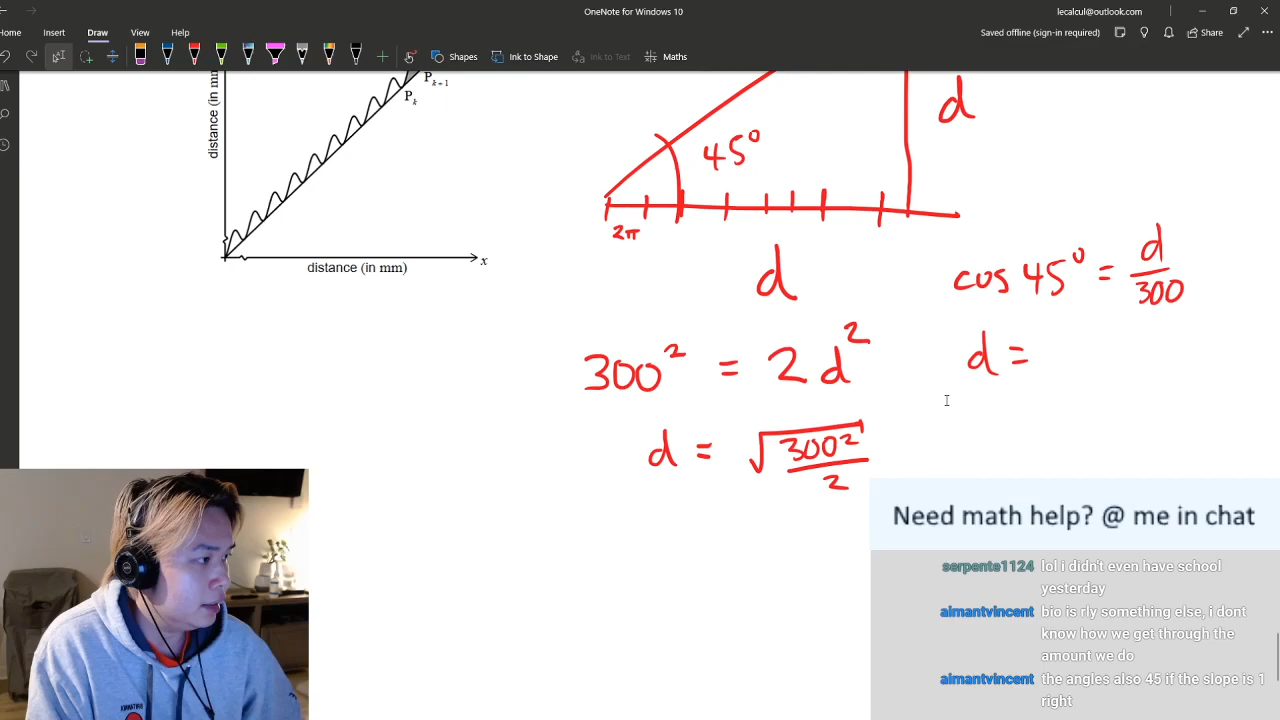 OneNote for Windows 10
lecalcul@outlook.com
Home Insert Draw View Help
Saved offline (sign-in required) Share
Shapes Ink to Shape Ink to Text Maths
distance (in mm)
P k+1
P k
distance (in mm) x
45°
d
2π
d
cos 45° = d/300
300² = 2d²
d =
d = √300²/2
Need math help? @ me in chat
serpente1124 lol i didn't even have school
yesterday
aimantvincent bio is rly something else, i dont
know how we get through the
amount we do
aimantvincent the angles also 45 if the slope is 1
right